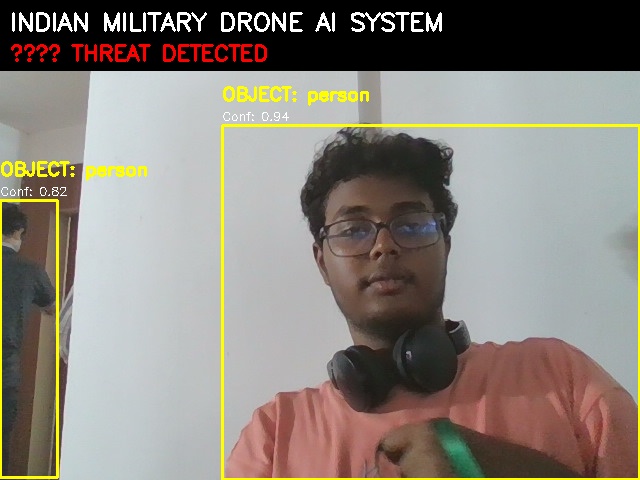 INDIAN MILITARY DRONE AI SYSTEM
???? THREAT DETECTED
OBJECT: person
Conf: 0.94
OBJECT: person
Conf: 0.82